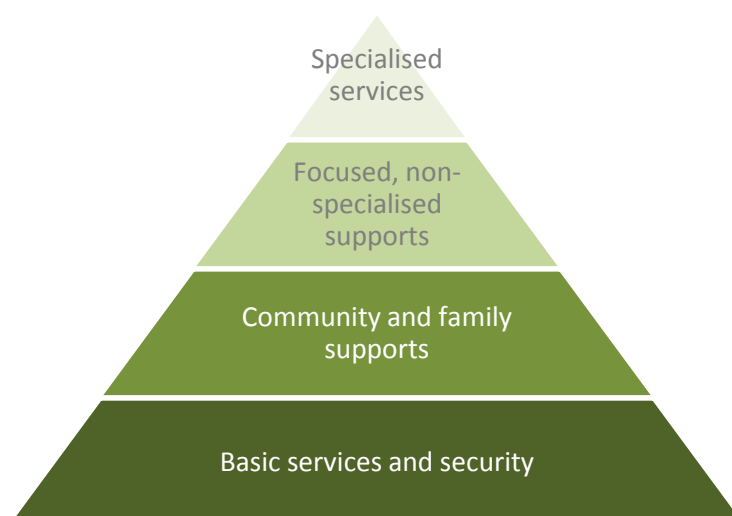 Specialised
services
Focused, non-
specialised
supports
Community and family
supports
Basic services and security